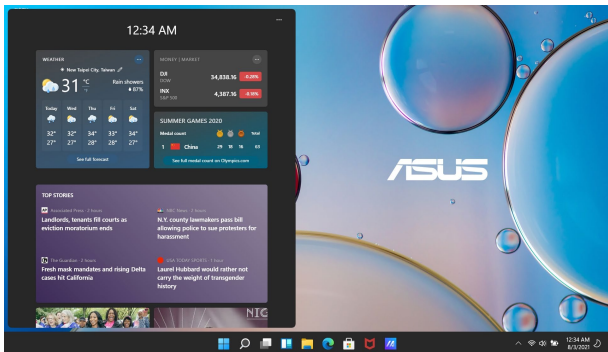 12:34 AM
WEATHER
New Taipei City, Taiwan
31 °C
°F
Rain showers
87%
Today Wed Thu Fri Sat
32° 32° 34° 33° 34°
27° 27° 28° 27° 27°
See full forecast
MONEY | MARKET
DJI 34,838.16 -0.28%
DOW
INX 4,387.16 -0.18%
S&P 500
SUMMER GAMES 2020
Medal count Total
1 China 29 18 16 63
See full medal count on Olympics.com
TOP STORIES
AP Associated Press · 2 hours
Landlords, tenants fill courts as
eviction moratorium ends
NBC News · 2 hours
N.Y. county lawmakers pass bill
allowing police to sue protesters for
harassment
The Guardian · 2 hours
Fresh mask mandates and rising Delta
cases hit California
USA TODAY SPORTS · 1 hour
Laurel Hubbard would rather not
carry the weight of transgender
history
NIG
ASUS
12:34 AM
8/3/2021